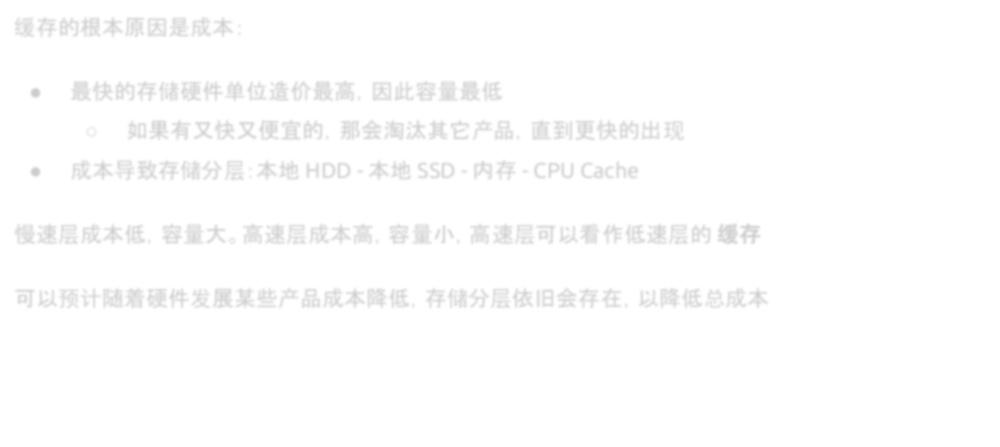 缓存的根本原因是成本：
● 最快的存储硬件单位造价最高，因此容量最低
○ 如果有又快又便宜的，那会淘汰其它产品，直到更快的出现
● 成本导致存储分层：本地 HDD - 本地 SSD - 内存 - CPU Cache
慢速层成本低，容量大。高速层成本高，容量小，高速层可以看作低速层的 缓存
可以预计随着硬件发展某些产品成本降低，存储分层依旧会存在，以降低总成本